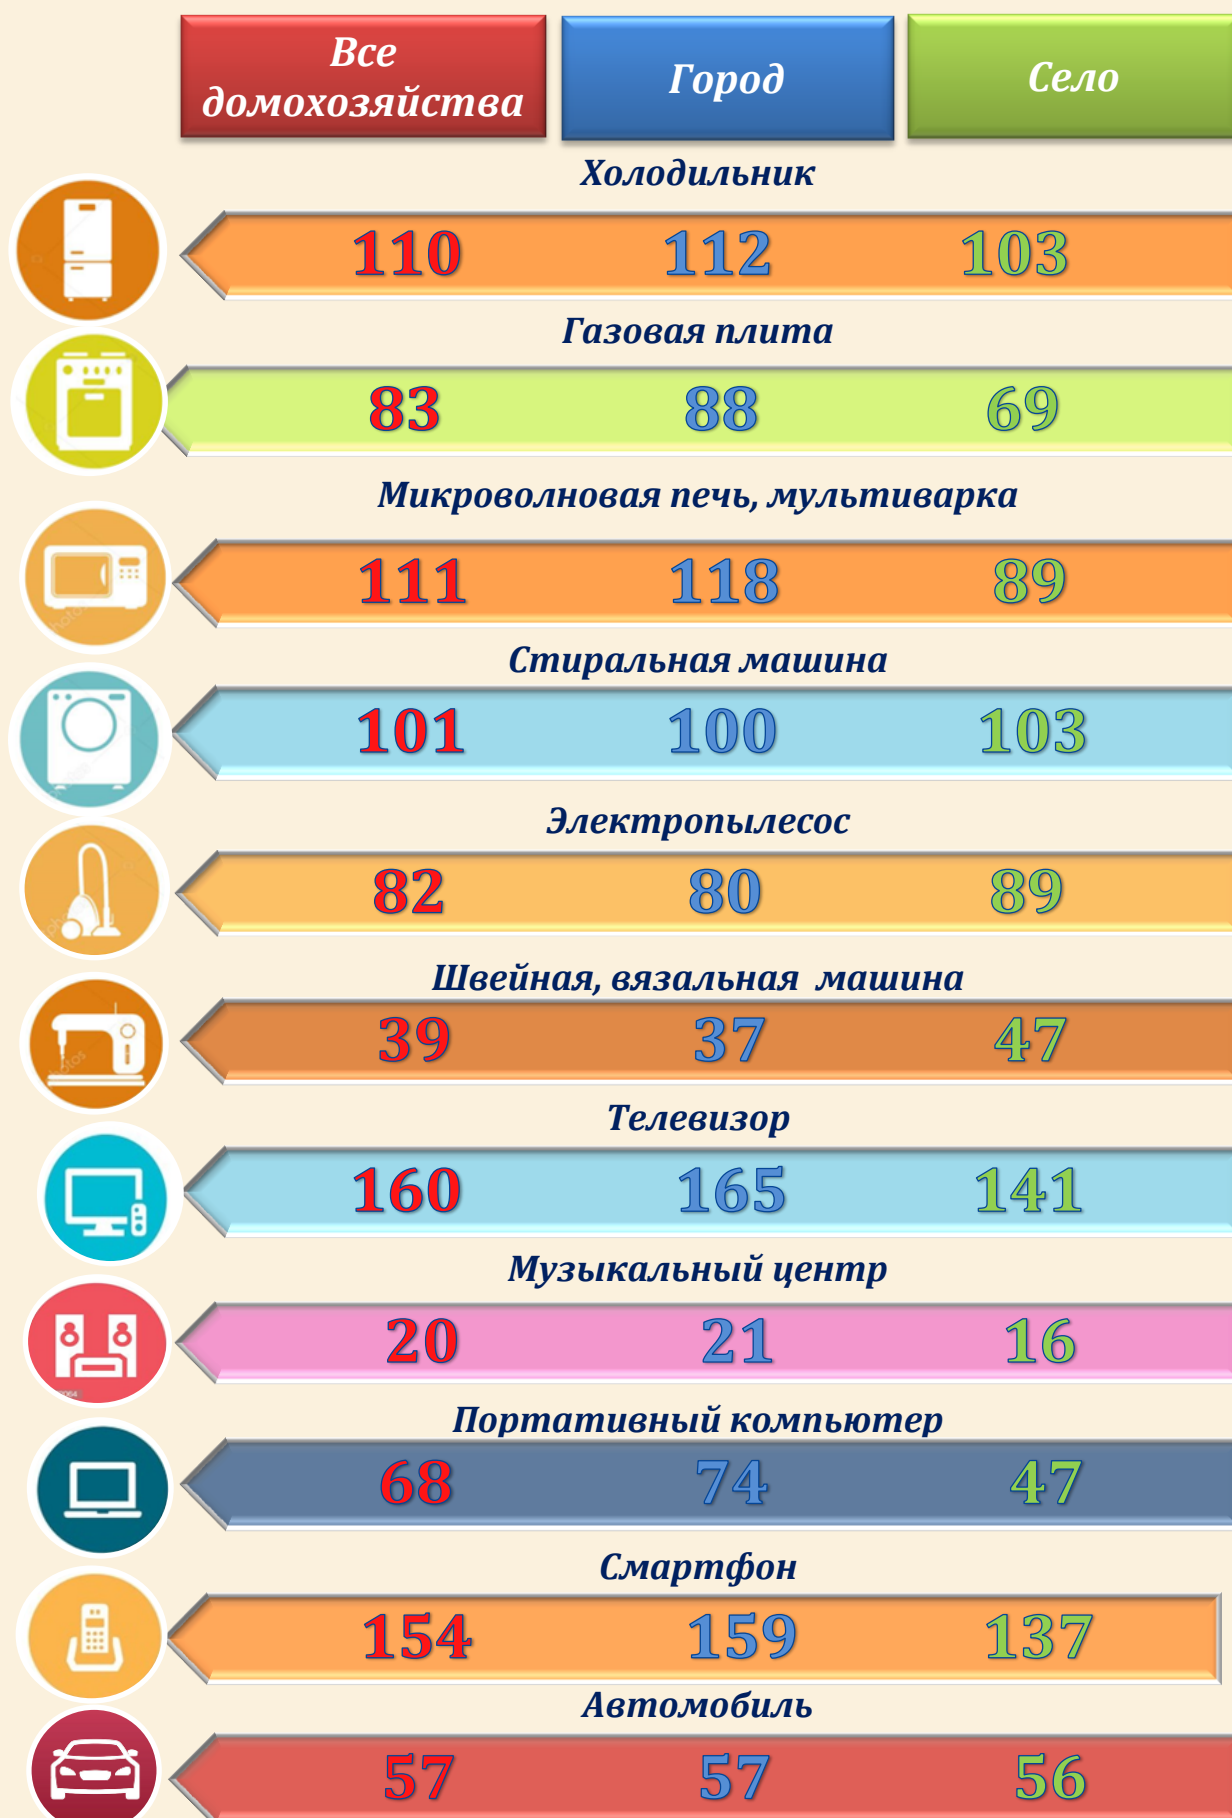 Все
домохозяйства
Город
Село
Холодильник
110 112 103
Газовая плита
83 88 69
Микроволновая печь, мультиварка
111 118 89
Стиральная машина
101 100 103
Электропылесос
82 80 89
Швейная, вязальная машина
39 37 47
Телевизор
160 165 141
Музыкальный центр
20 21 16
Портативный компьютер
68 74 47
Смартфон
154 159 137
Автомобиль
57 57 56